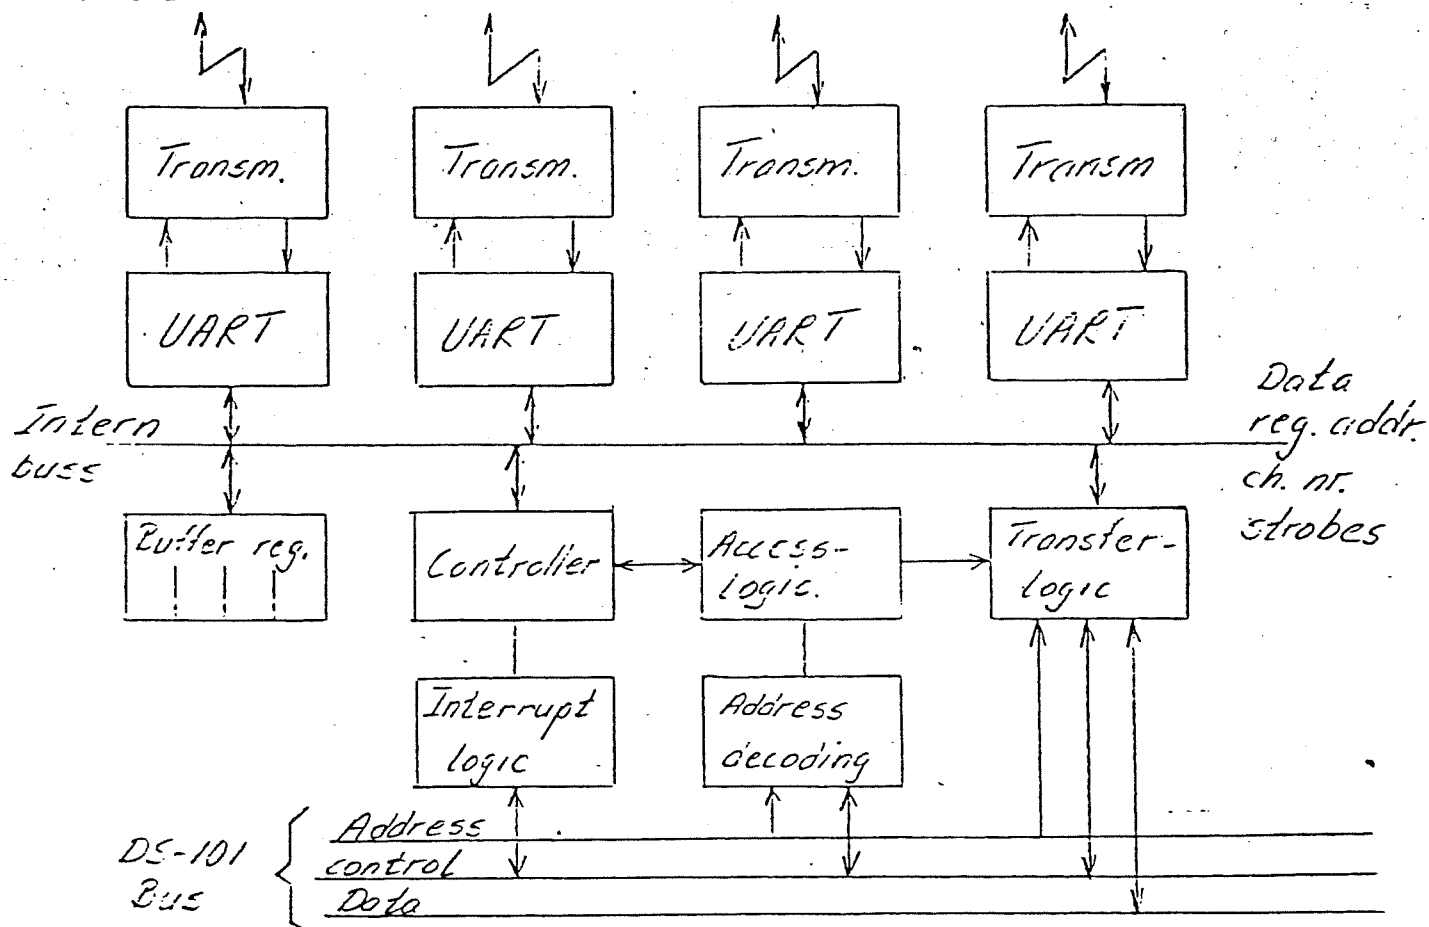 Transm.
Transm.
Transm.
Transm
UART
UART
UART
UART
Intern
buss
Data
reg. addr.
ch. nr.
strobes
Buffer reg.
Controller
Access-
Logic.
Transfer-
logic
Interrupt
logic
Address
decoding
DS-101
Bus
Address
control
Data